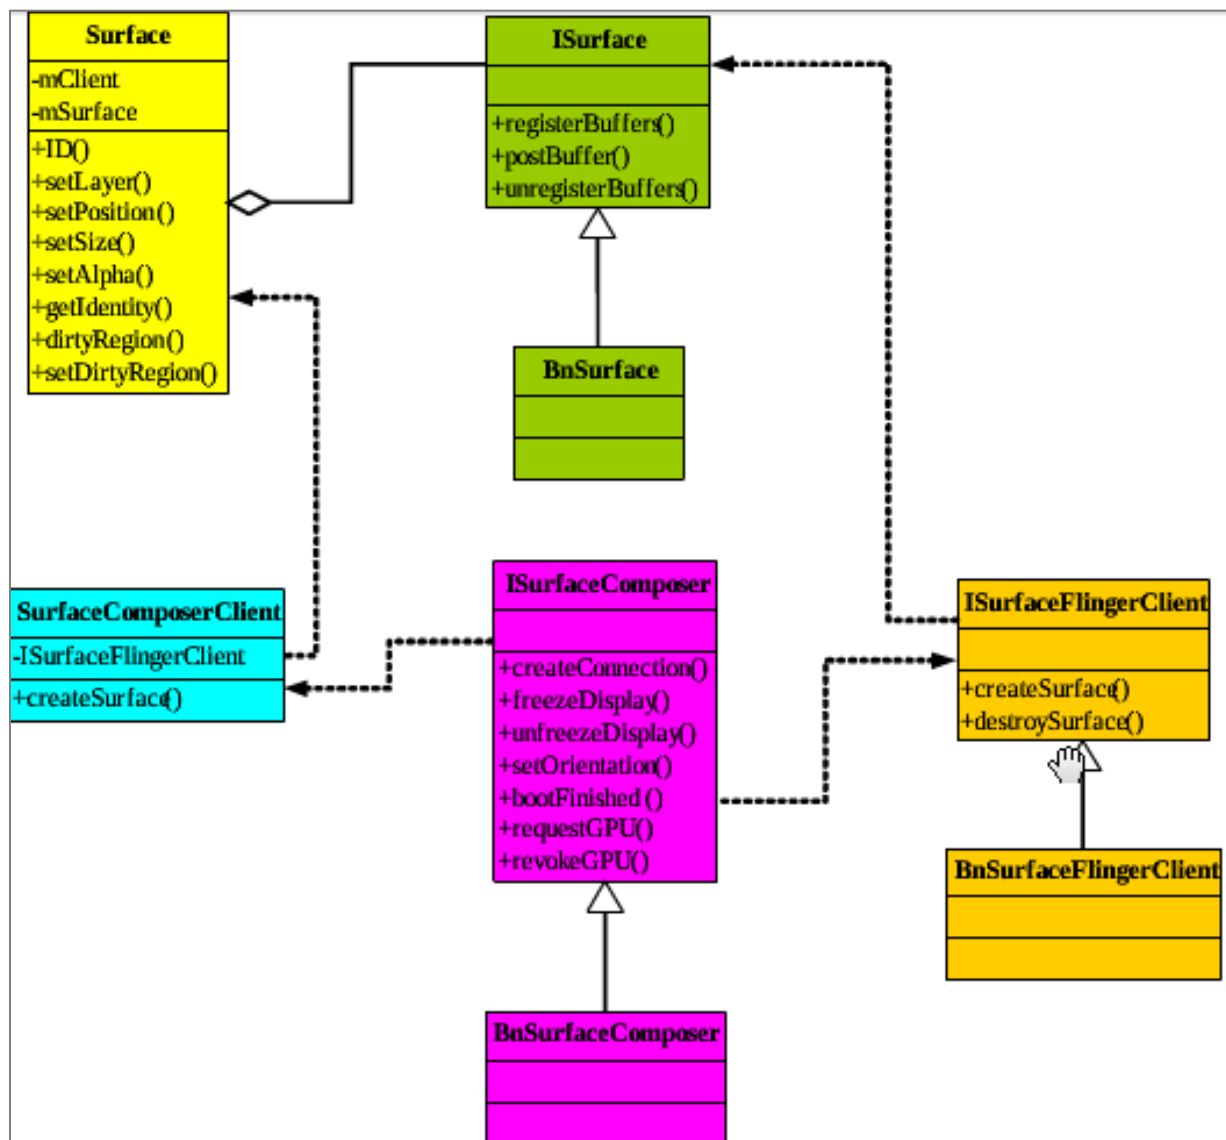 Surface
-mClient
-mSurface
+ID()
+setLayer()
+setPosition()
+setSize()
+setAlpha()
+getIdentity()
+dirtyRegion()
+setDirtyRegion()
ISurface
+registerBuffers()
+postBuffer()
+unregisterBuffers()
BnSurface
SurfaceComposerClient
-ISurfaceFlingerClient
+createSurface()
ISurfaceComposer
+createConnection()
+freezeDisplay()
+unfreezeDisplay()
+setOrientation()
+bootFinished ()
+requestGPU()
+revokeGPU()
BnSurfaceComposer
ISurfaceFlingerClient
+createSurface()
+destroySurface()
BnSurfaceFlingerClient